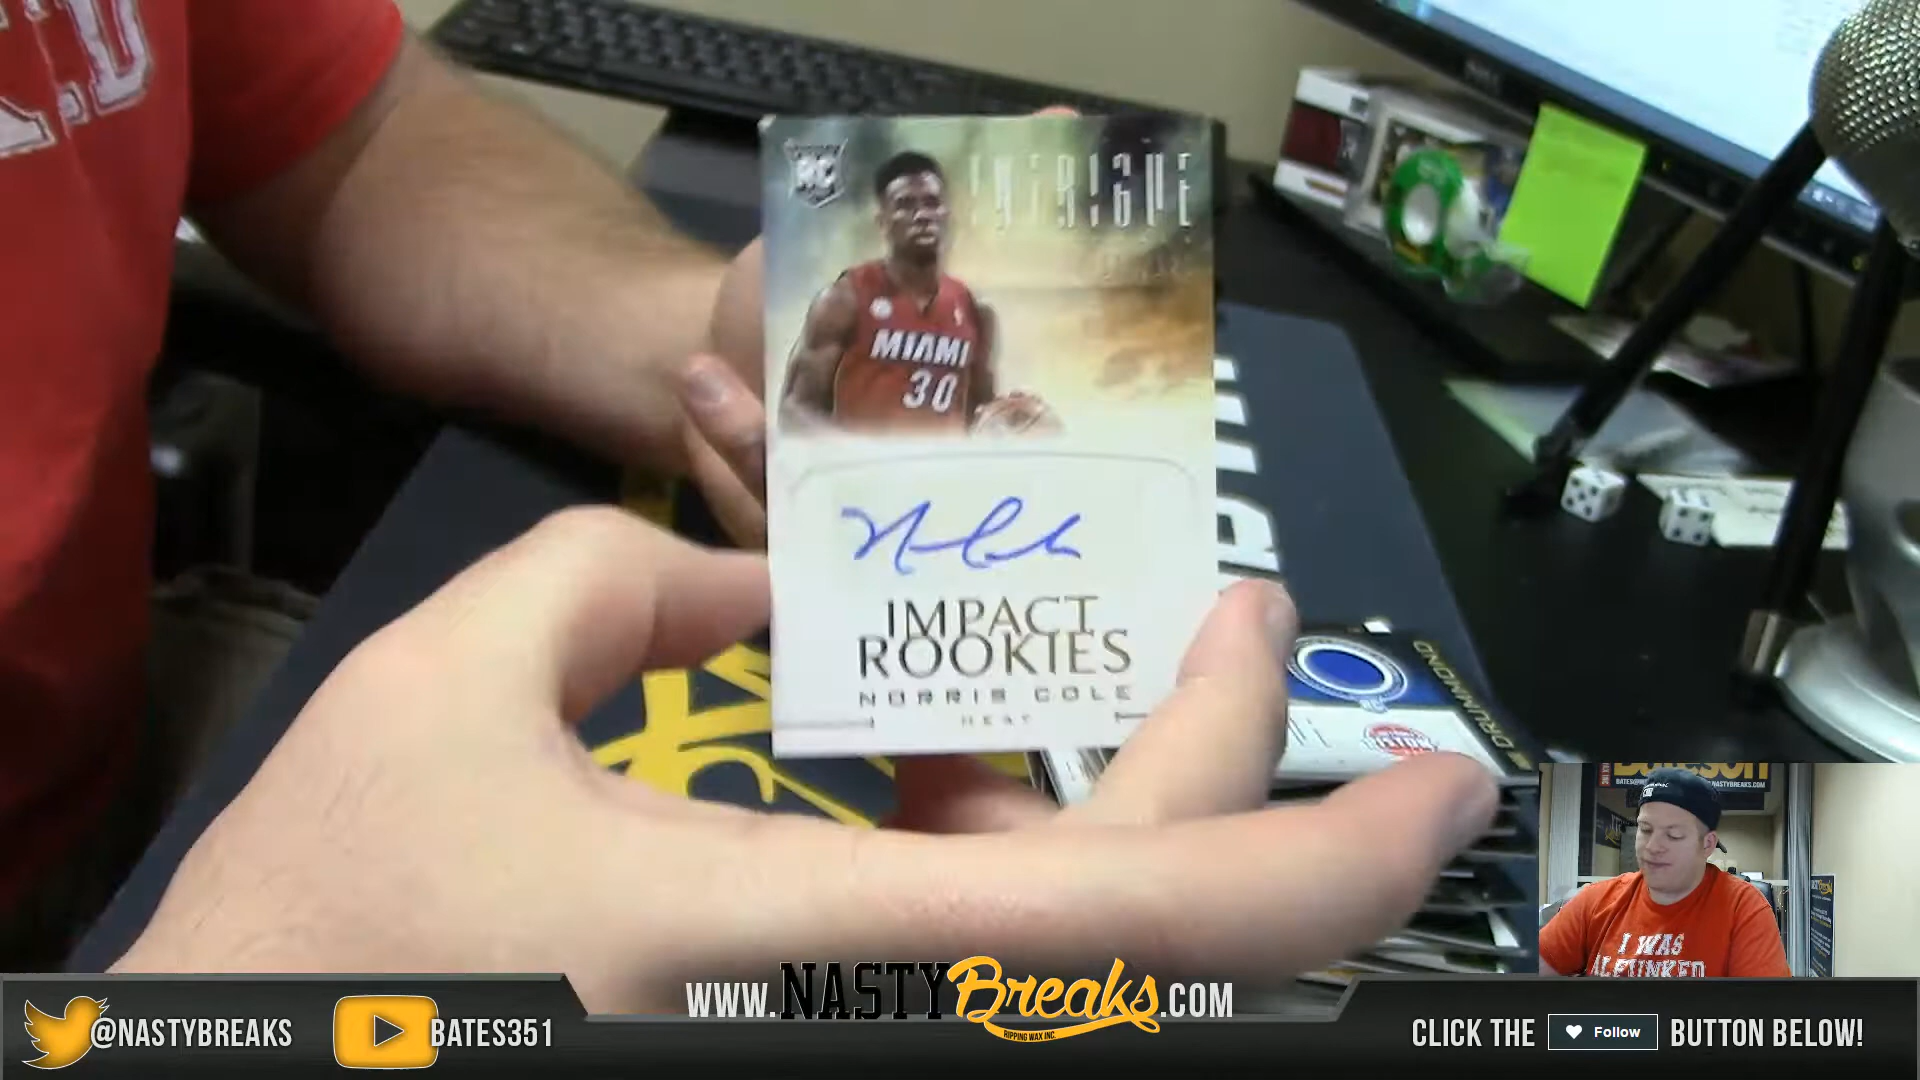 RC
INTRIGUE
MIAMI
30
IMPACT
ROOKIES
NORRIS COLE
HEAT
DRUMMOND
I WAS
@NASTYBREAKS
BATES351
WWW.NASTYBreaks.COM
RIPPING WAX INC.
CLICK THE Follow BUTTON BELOW!